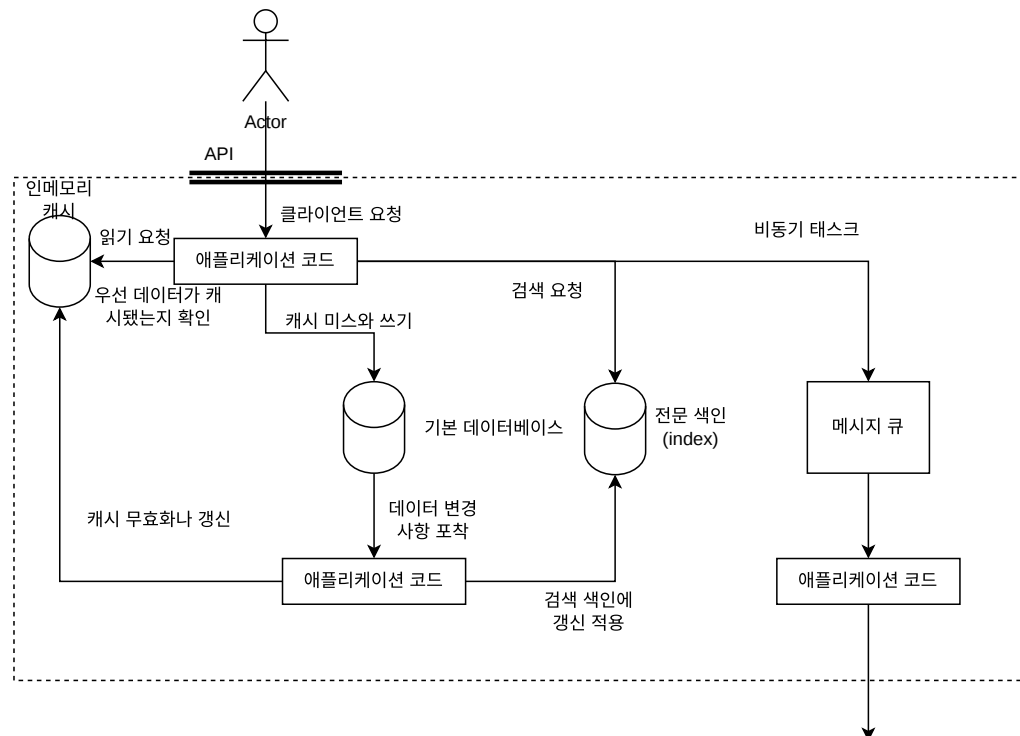 Actor
API
인메모리
캐시
클라이언트 요청
읽기 요청
애플리케이션 코드
비동기 태스크
우선 데이터가 캐
시됐는지 확인
검색 요청
캐시 미스와 쓰기
기본 데이터베이스
전문 색인
(index)
메시지 큐
데이터 변경
사항 포착
캐시 무효화나 갱신
애플리케이션 코드
검색 색인에
갱신 적용
애플리케이션 코드